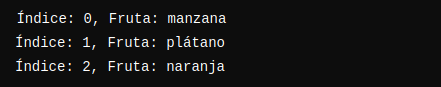 Índice: 0, Fruta: manzana
Índice: 1, Fruta: plátano
Índice: 2, Fruta: naranja